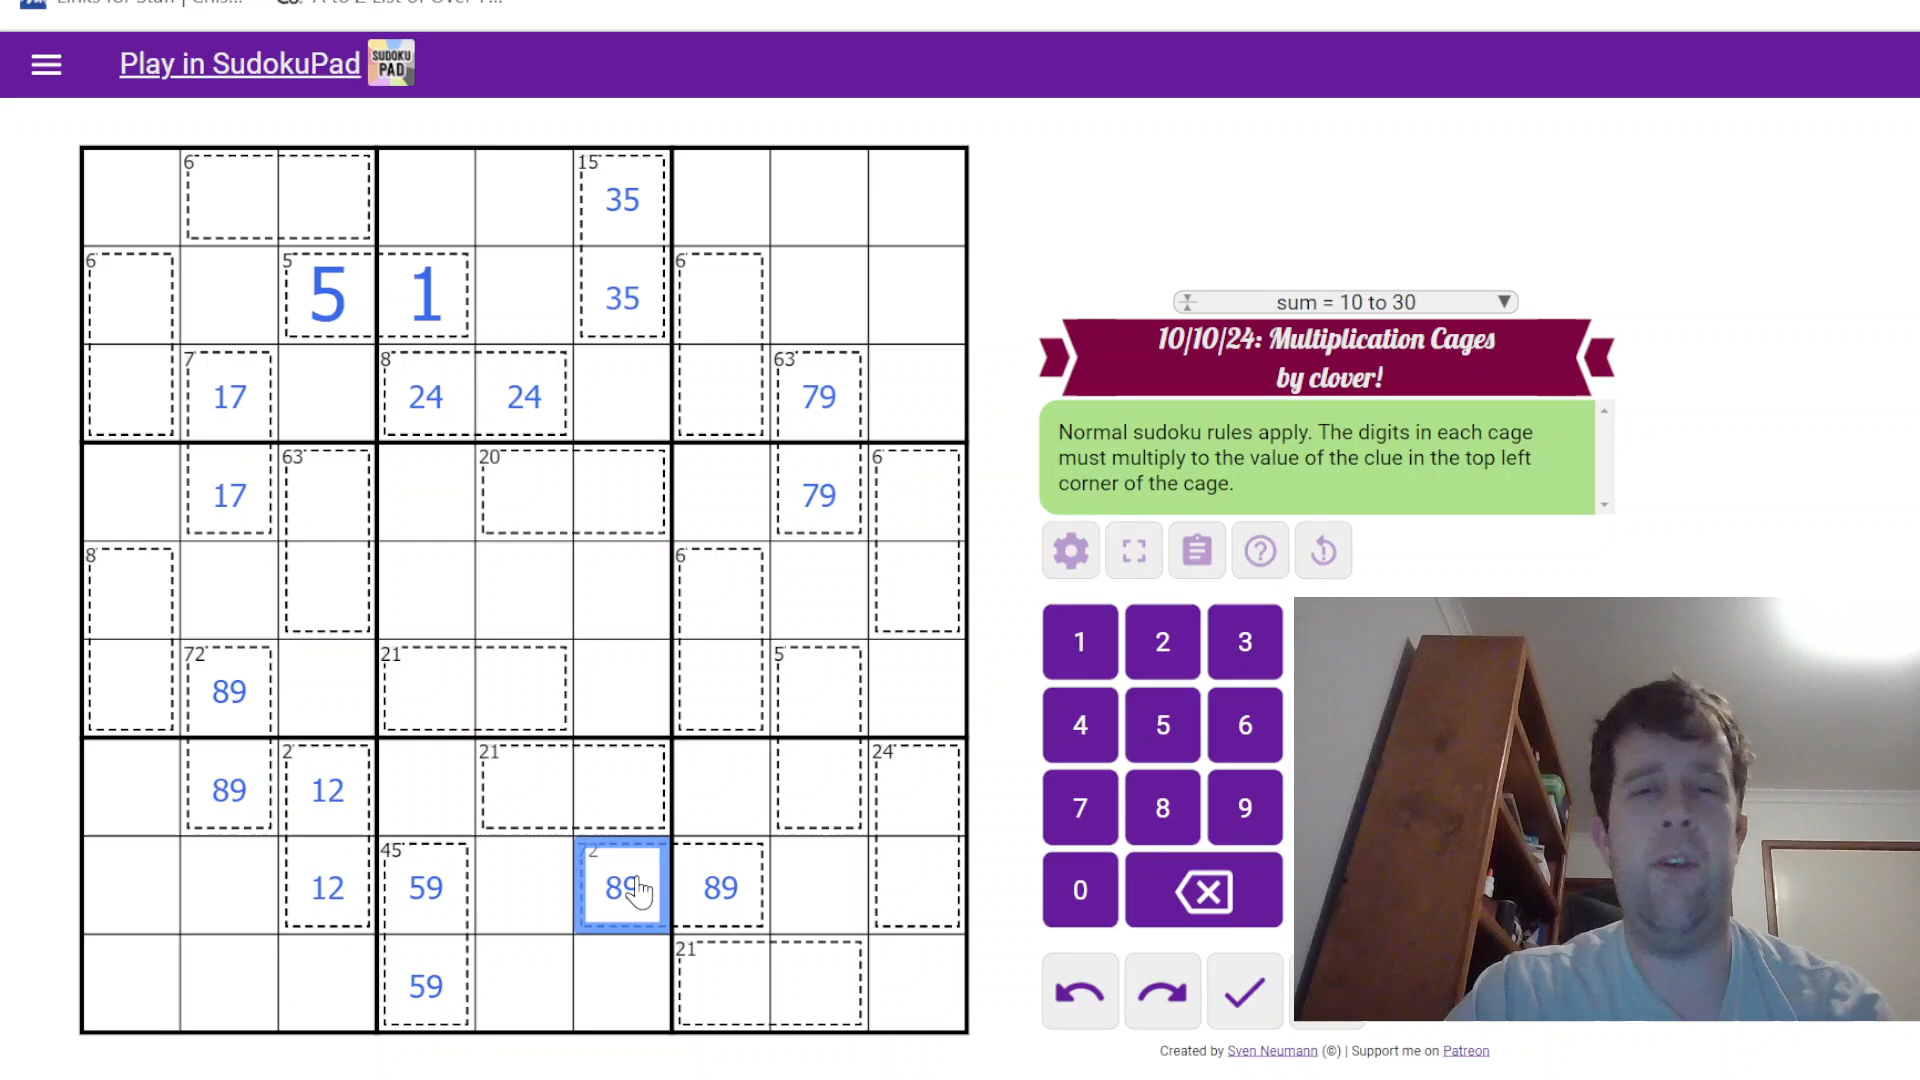 Play in SudokuPad SUDOKU PAD
6 15 35
6 5 5 1 35 6
7 17 8 24 24 63 79
17 63 20 79 6
8 6
72 89 21 5
89 2 12 21 24
12 45 59 89 89
59 21
sum = 10 to 30 ▼
10/10/24: Multiplication Cages
by clover!
Normal sudoku rules apply. The digits in each cage
must multiply to the value of the clue in the top left
corner of the cage.
1 2 3
4 5 6
7 8 9
0
Created by Sven Neumann (©) | Support me on Patreon